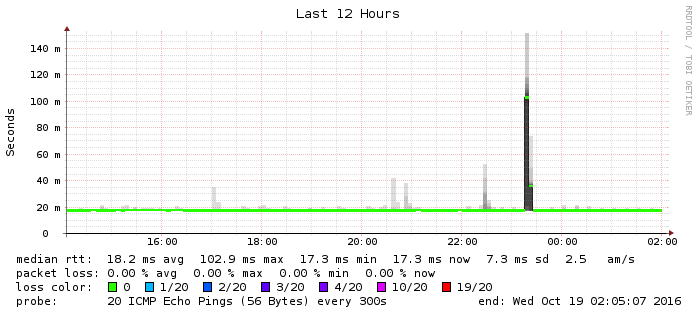 Last 12 Hours
RRDTOOL / TOBI OETIKER
Seconds
140 m
120 m
100 m
80 m
60 m
40 m
20 m
0
16:00 18:00 20:00 22:00 00:00 02:00
median rtt: 18.2 ms avg 102.9 ms max 17.3 ms min 17.3 ms now 7.3 ms sd 2.5 am/s
packet loss: 0.00 % avg 0.00 % max 0.00 % min 0.00 % now
loss color: 0 1/20 2/20 3/20 4/20 10/20 19/20
probe: 20 ICMP Echo Pings (56 Bytes) every 300s end: Wed Oct 19 02:05:07 2016